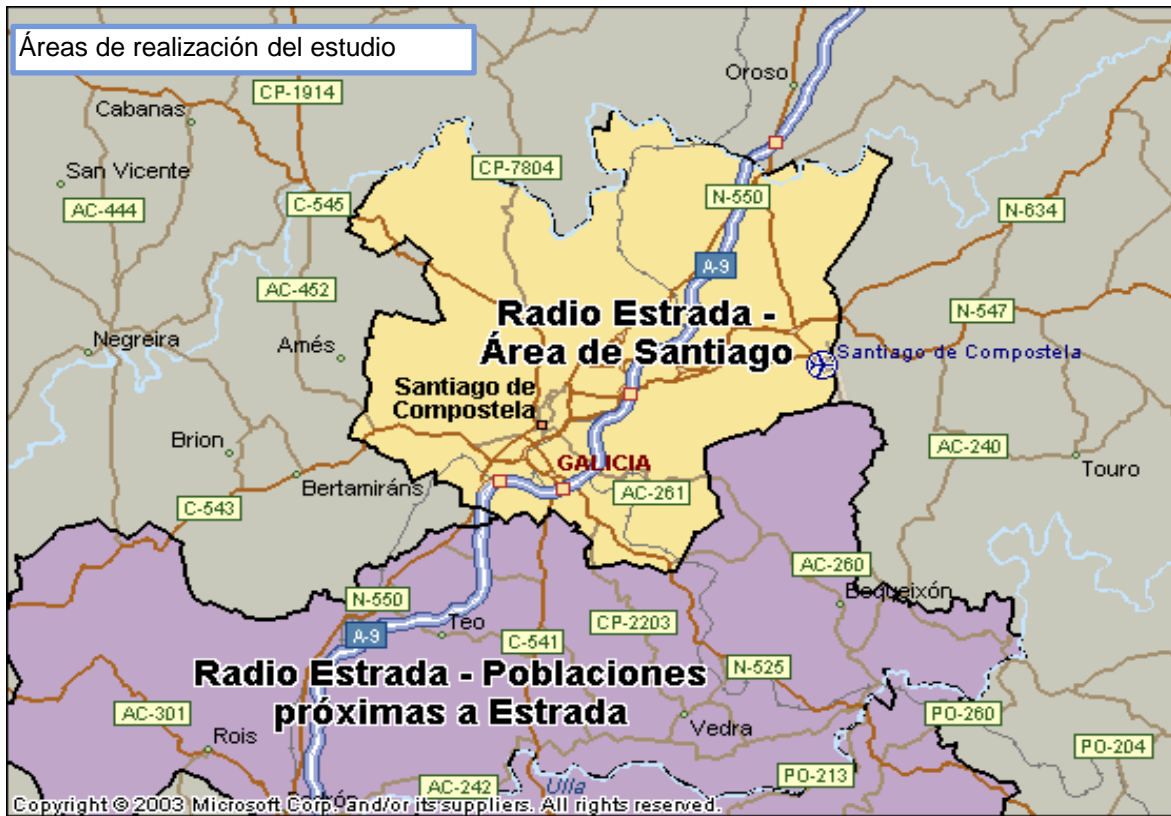 Áreas de realización del estudio
Oroso
CP-1914
Cabanas
San Vicente
CP-7804
AC-444
C-545
N-550
N-634
A-9
AC-452
Radio Estrada -
Área de Santiago
N-547
Negreira
Amés
Santiago de Compostela
Santiago de
Compostela
Brion
AC-240
GALICIA
Touro
Bertamiráns
AC-261
C-543
AC-260
N-550
Boqueixón
Teo
A-9
C-541
CP-2203
N-525
Radio Estrada - Poblaciones
próximas a Estrada
AC-301
Vedra
PO-260
Rois
PO-204
PO-213
AC-242
Ulla
Copyright © 2003 Microsoft Corp. and/or its suppliers. All rights reserved.